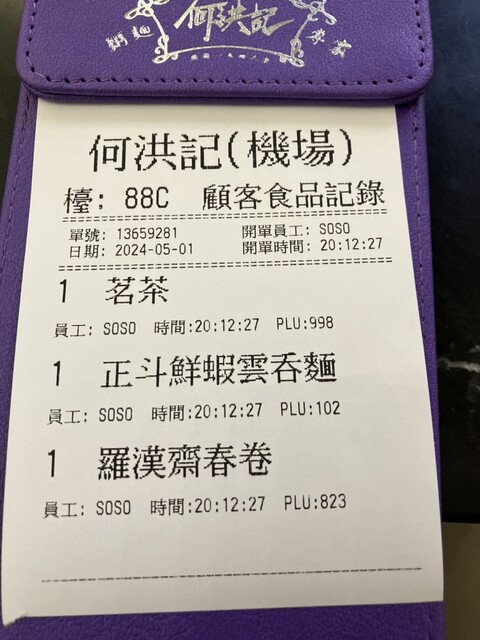 粥麵
何洪記
專家
何洪記(機場)
檯: 88C 顧客食品記錄
單號: 13659281 開單員工: SOSO
日期: 2024-05-01 開單時間: 20:12:27
1 茗茶
員工: SOSO 時間:20:12:27 PLU:998
1 正斗鮮蝦雲吞麵
員工: SOSO 時間:20:12:27 PLU:102
1 羅漢齋春卷
員工: SOSO 時間:20:12:27 PLU:823